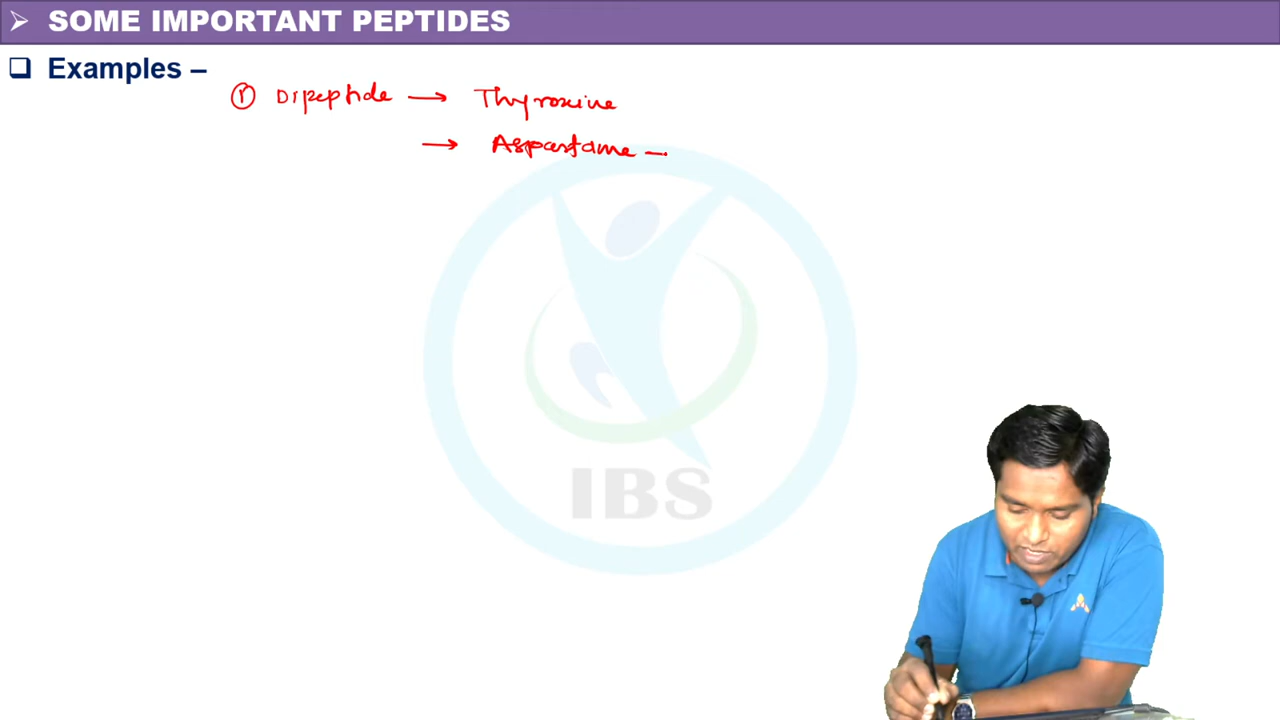 SOME IMPORTANT PEPTIDES
Examples –
① Dipeptide → Thyroxine
→ Aspartame –
IBS